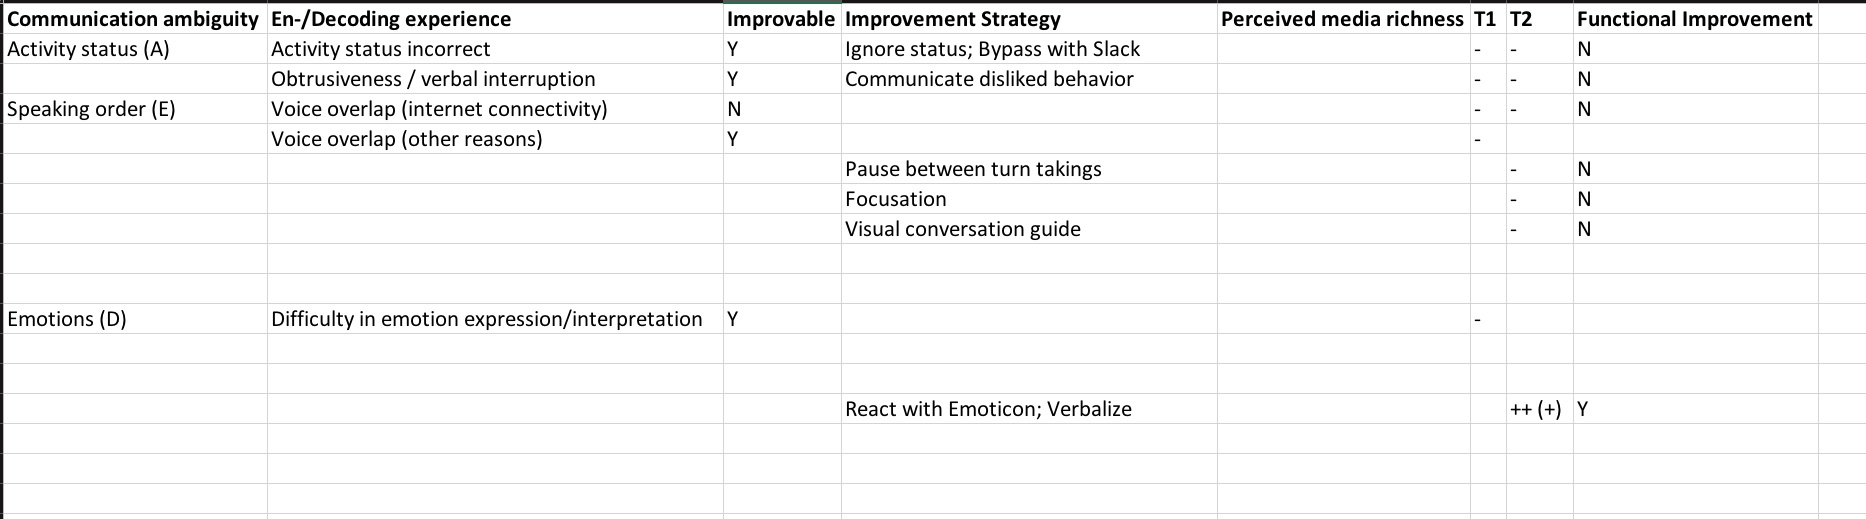 Communication ambiguity En-/Decoding experience Improvable Improvement Strategy Perceived media richness T1 T2 Functional Improvement
Activity status (A) Activity status incorrect Y Ignore status; Bypass with Slack - - N
Obtrusiveness / verbal interruption Y Communicate disliked behavior - - N
Speaking order (E) Voice overlap (internet connectivity) N - - N
Voice overlap (other reasons) Y -
Pause between turn takings - N
Focusation - N
Visual conversation guide - N
Emotions (D) Difficulty in emotion expression/interpretation Y -
React with Emoticon; Verbalize ++ (+) Y